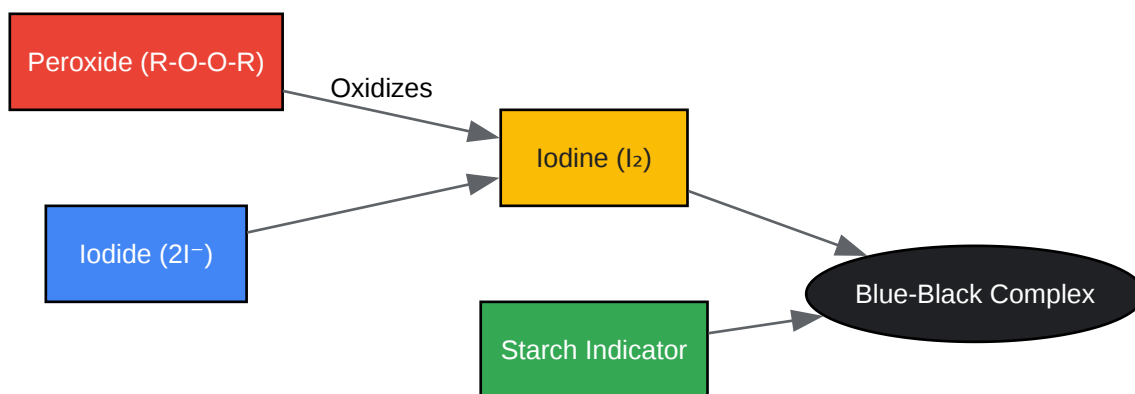 Peroxide (R-O-O-R)
Oxidizes
Iodine (I₂)
Iodide (2I⁻)
Blue-Black Complex
Starch Indicator